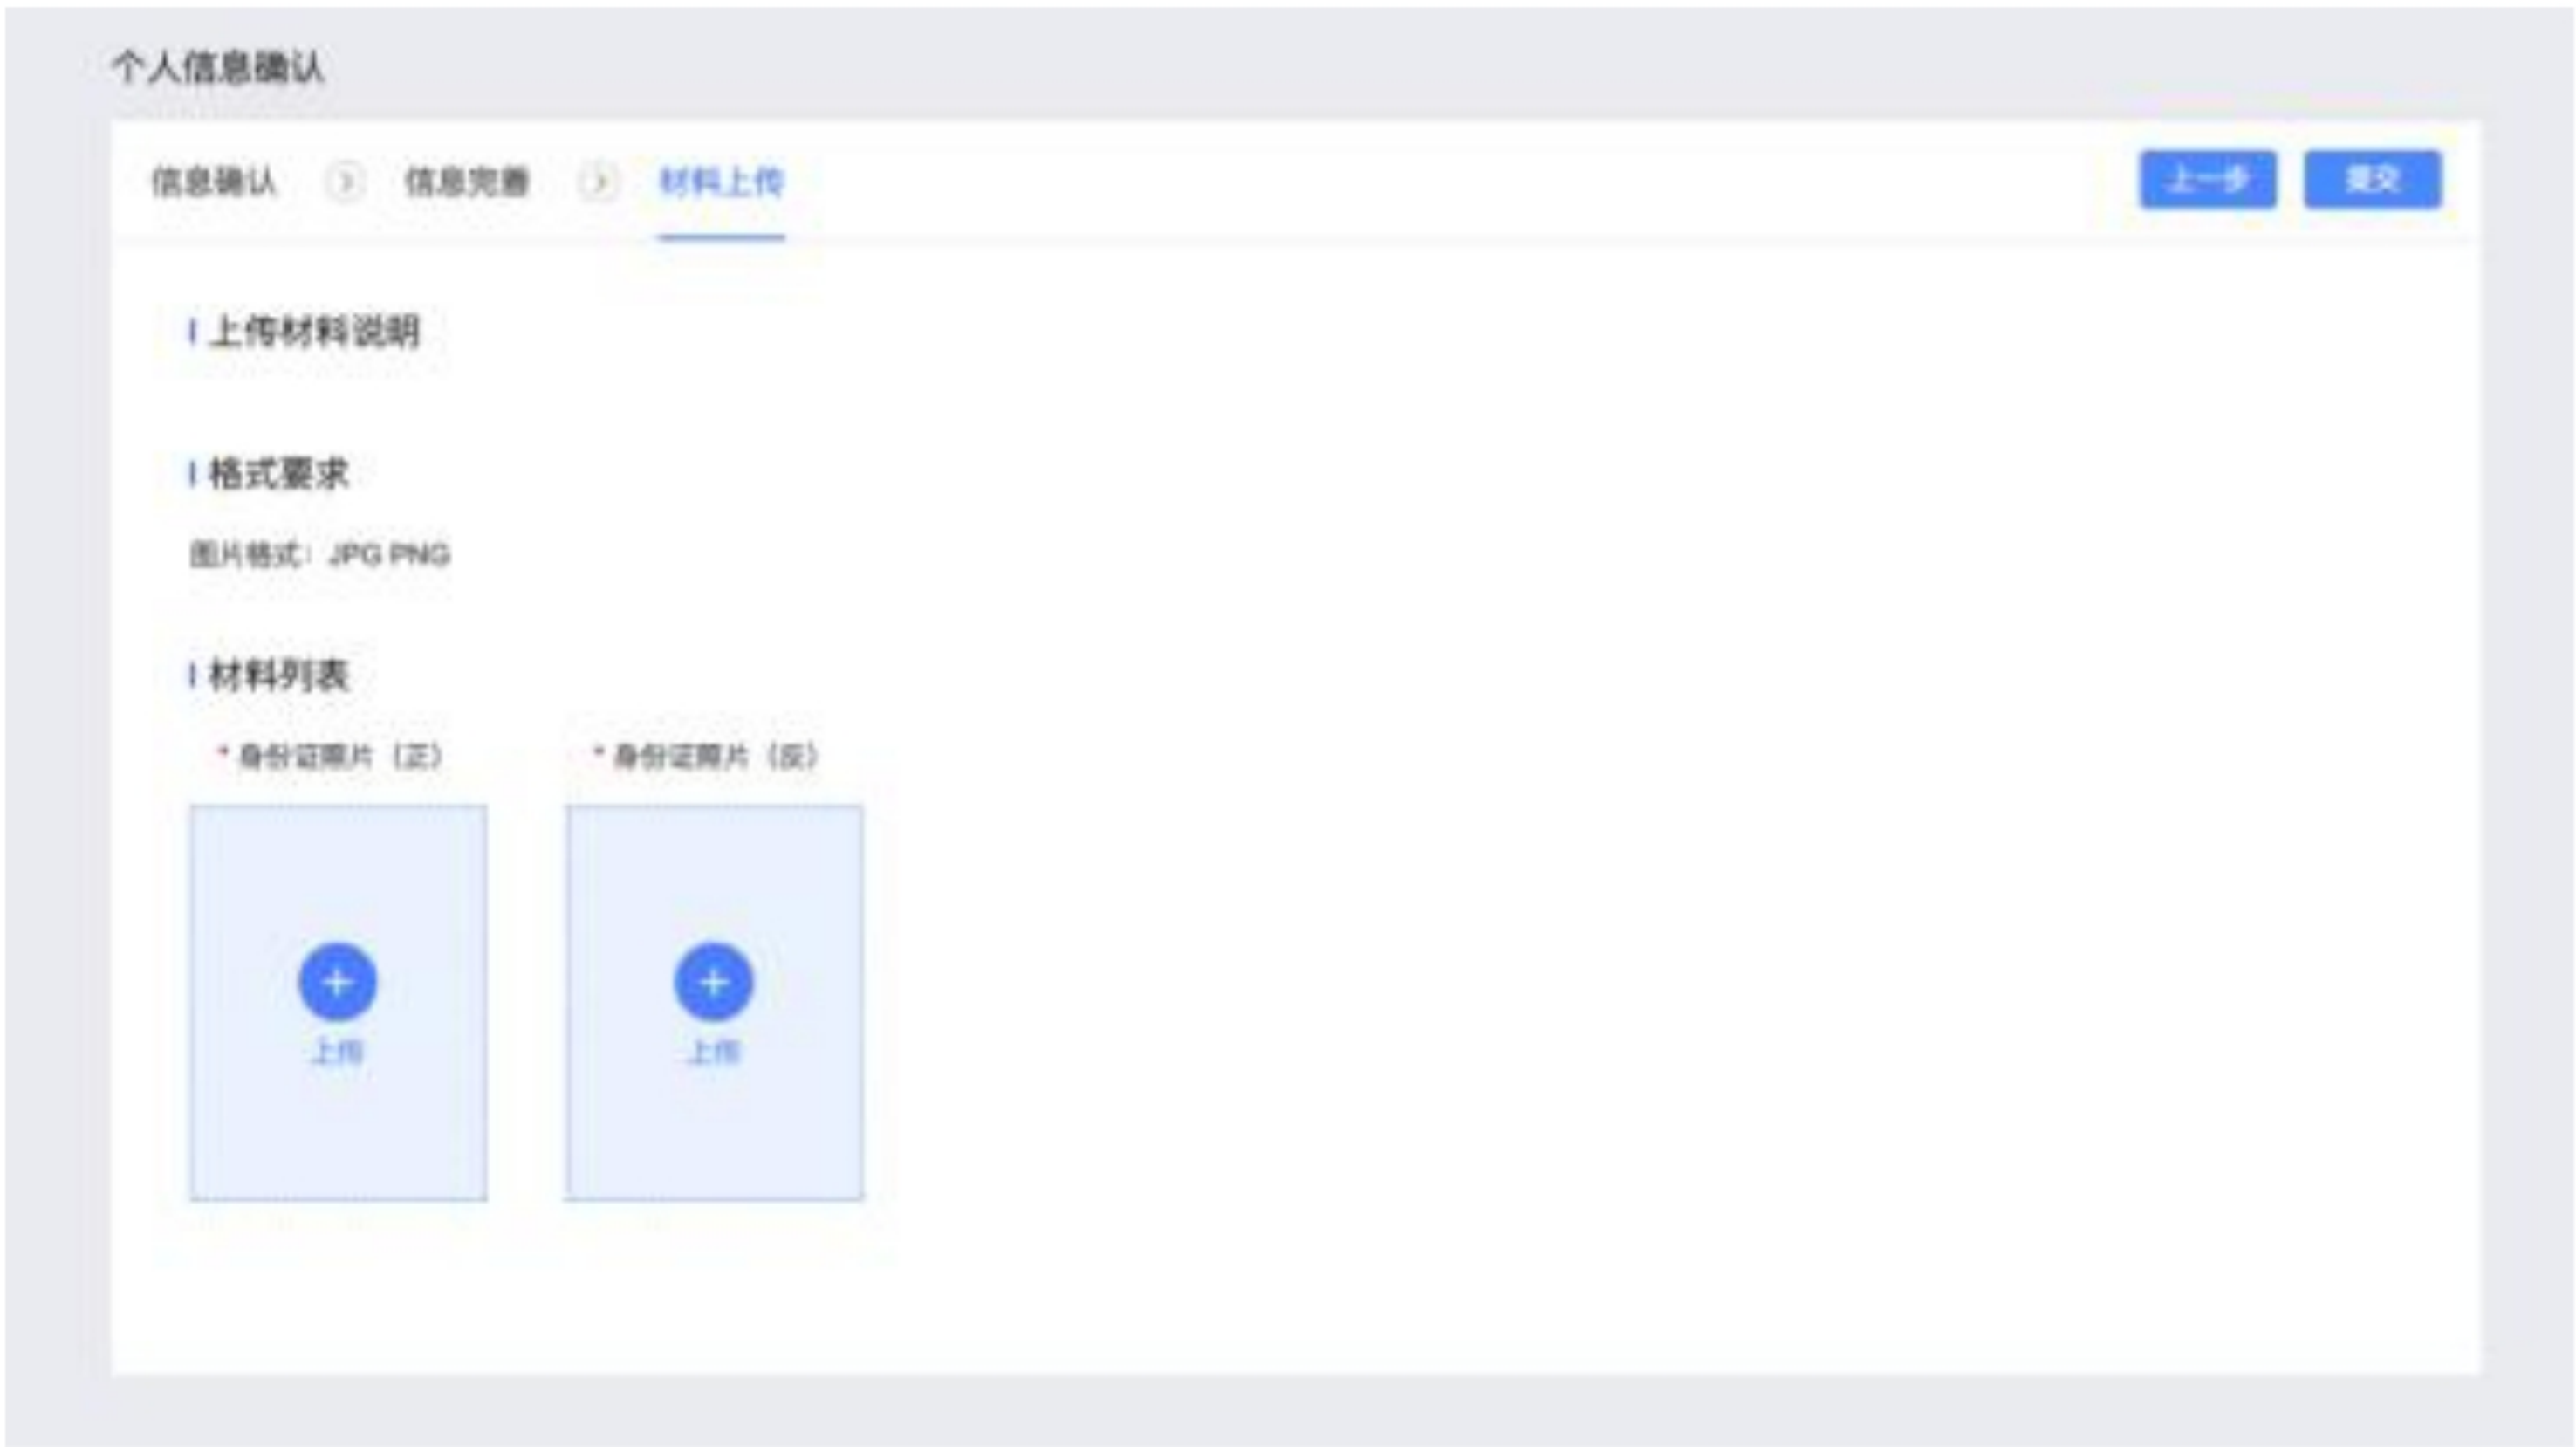 个人信息确认
信息确认 信息完善 材料上传 上一步 提交
上传材料说明
格式要求
图片格式：JPG PNG
材料列表
* 身份证照片（正） * 身份证照片（反）
上传 上传